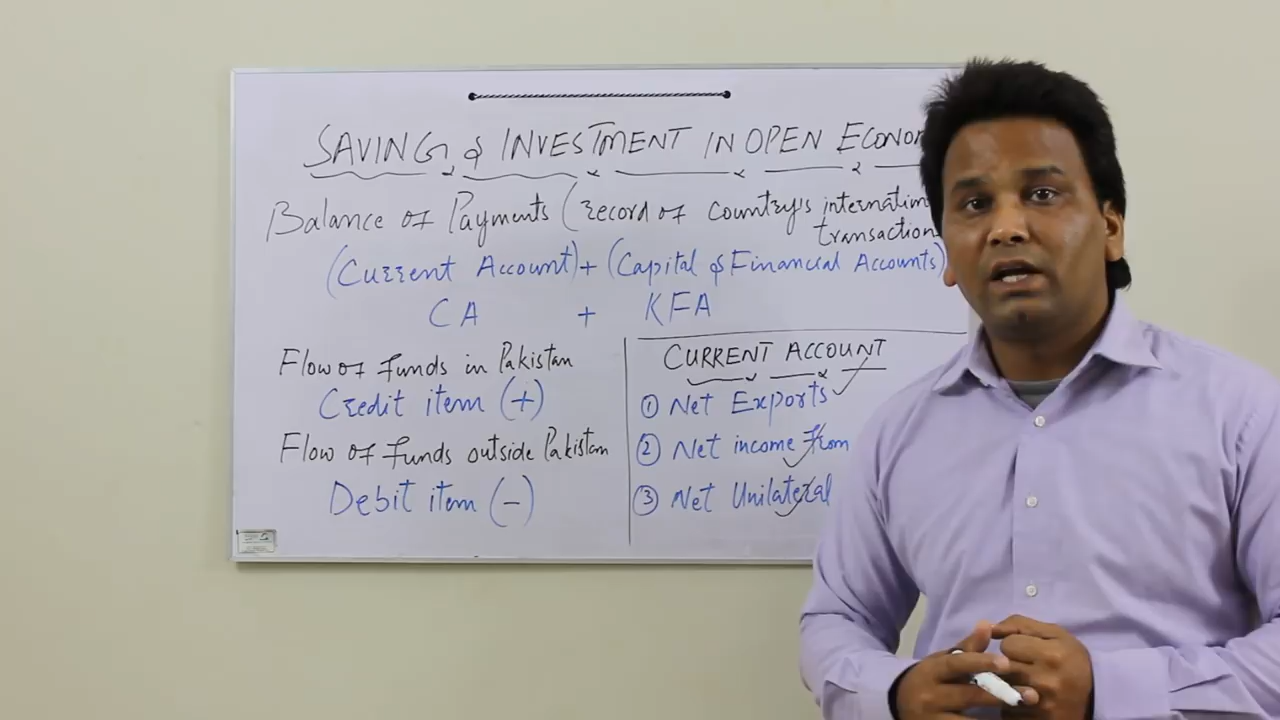 SAVING & INVESTMENT IN OPEN ECONO
Balance of Payments (record of country's internation
transaction
(Current Account) + (Capital & Financial Accounts)
CA + KFA
Flow of funds in Pakistan
Credit item (+)
Flow of funds outside Pakistan
Debit item (-)
CURRENT ACCOUNT
① Net Exports
② Net income from
③ Net Unilateral